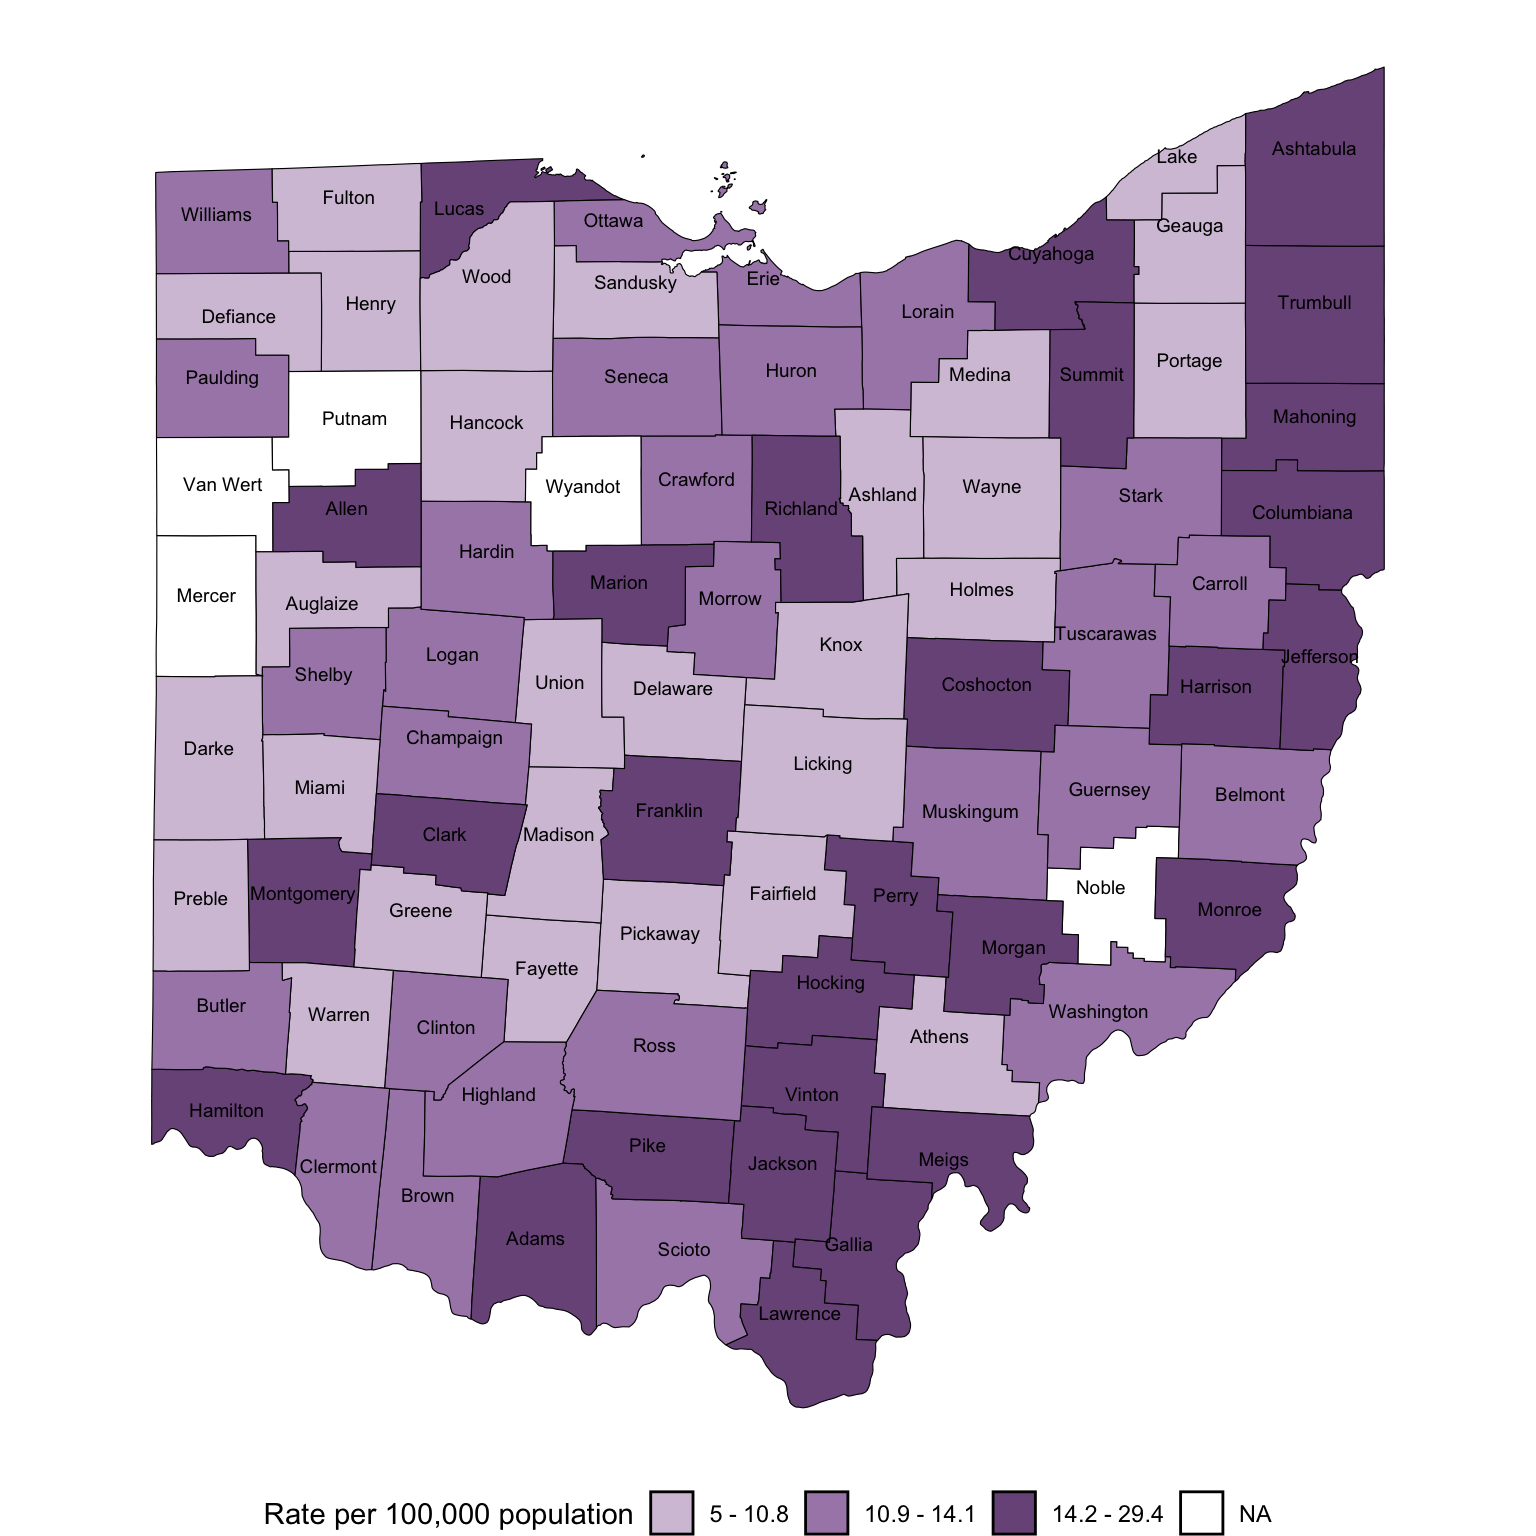 Ashtabula
Lake
Williams
Fulton
Lucas
Ottawa
Geauga
Cuyahoga
Wood
Sandusky
Erie
Defiance
Henry
Lorain
Trumbull
Paulding
Seneca
Huron
Medina
Summit
Portage
Putnam
Hancock
Mahoning
Van Wert
Wyandot
Crawford
Ashland
Wayne
Stark
Allen
Richland
Columbiana
Hardin
Mercer
Auglaize
Marion
Morrow
Holmes
Carroll
Tuscarawas
Knox
Jefferson
Shelby
Logan
Union
Delaware
Coshocton
Harrison
Darke
Champaign
Licking
Miami
Guernsey
Belmont
Clark
Madison
Franklin
Muskingum
Preble
Montgomery
Greene
Fairfield
Perry
Noble
Monroe
Pickaway
Morgan
Fayette
Hocking
Butler
Warren
Clinton
Washington
Ross
Athens
Hamilton
Highland
Vinton
Clermont
Pike
Jackson
Meigs
Brown
Adams
Scioto
Gallia
Lawrence
Rate per 100,000 population 5 - 10.8 10.9 - 14.1 14.2 - 29.4 NA